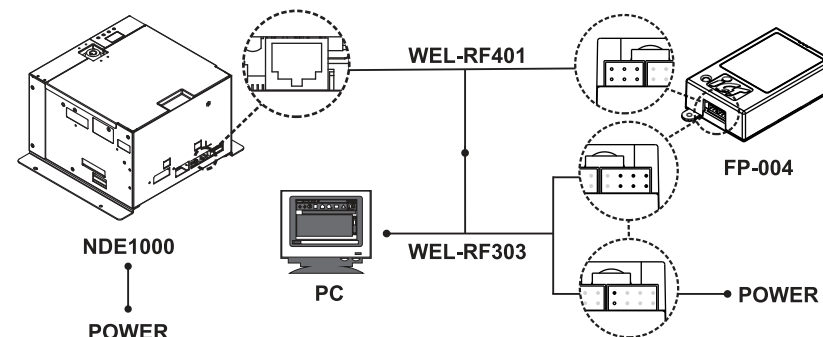 WEL-RF401
FP-004
NDE1000
WEL-RF303
PC
POWER
POWER